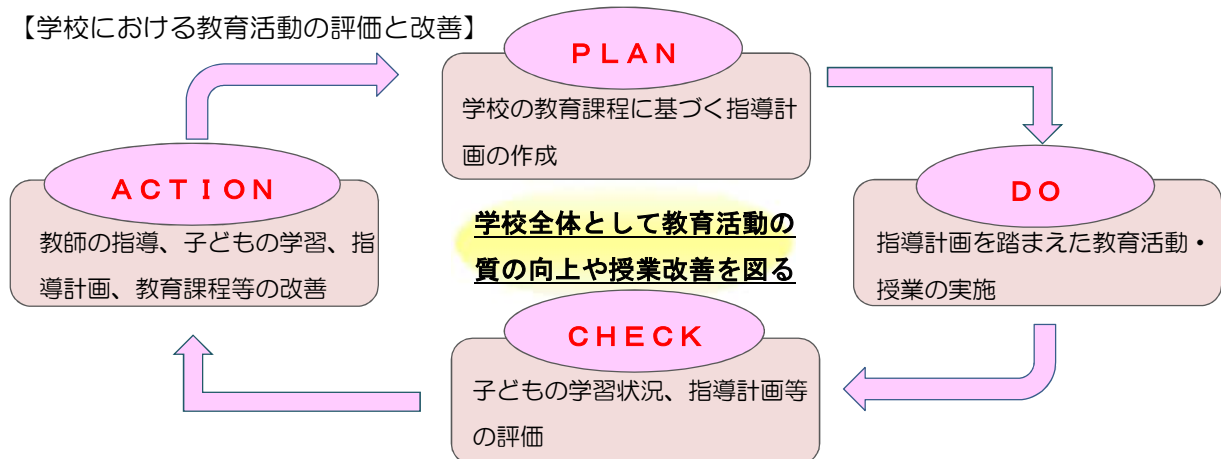 【学校における教育活動の評価と改善】
ＰＬＡＮ
学校の教育課程に基づく指導計
画の作成
ＡＣＴＩＯＮ
教師の指導、子どもの学習、指
導計画、教育課程等の改善
学校全体として教育活動の
質の向上や授業改善を図る
ＤＯ
指導計画を踏まえた教育活動・
授業の実施
ＣＨＥＣＫ
子どもの学習状況、指導計画等
の評価